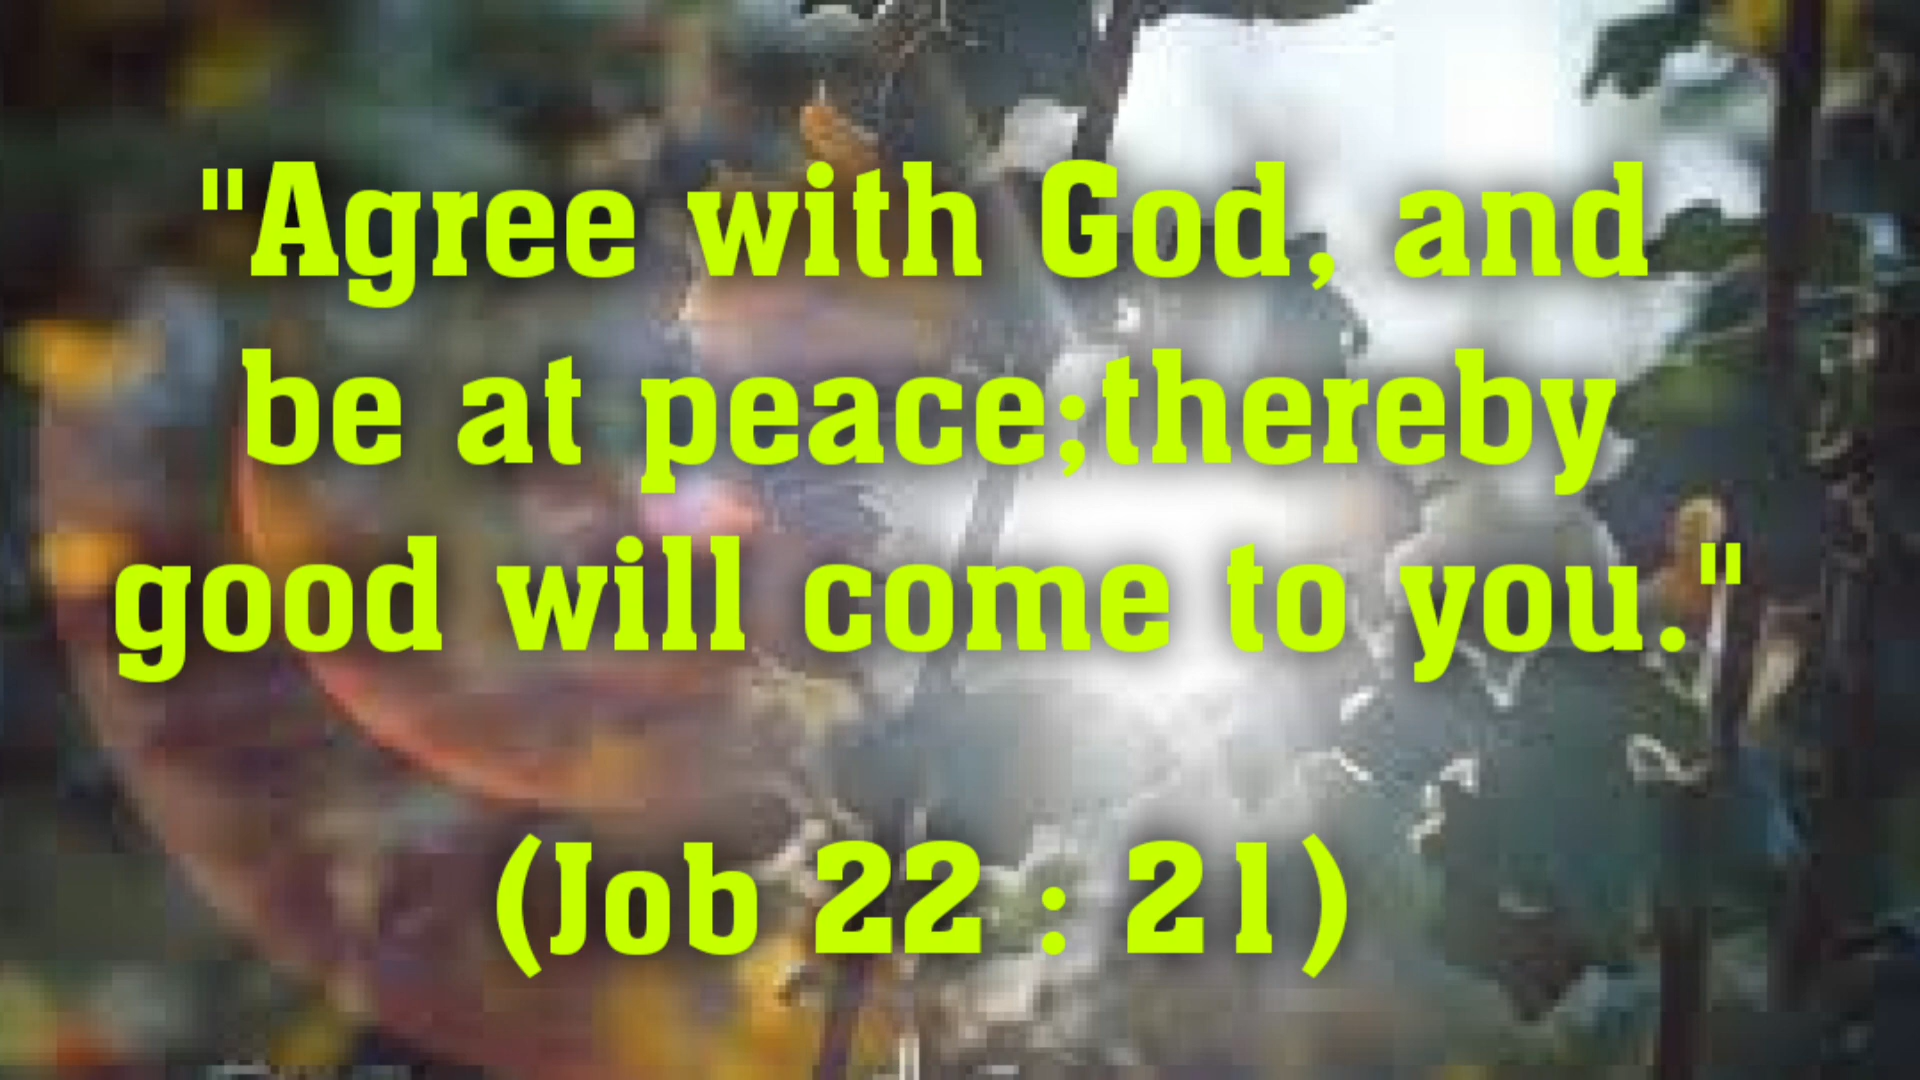 "Agree with God, and
be at peace;thereby
good will come to you."
(Job 22 : 21)